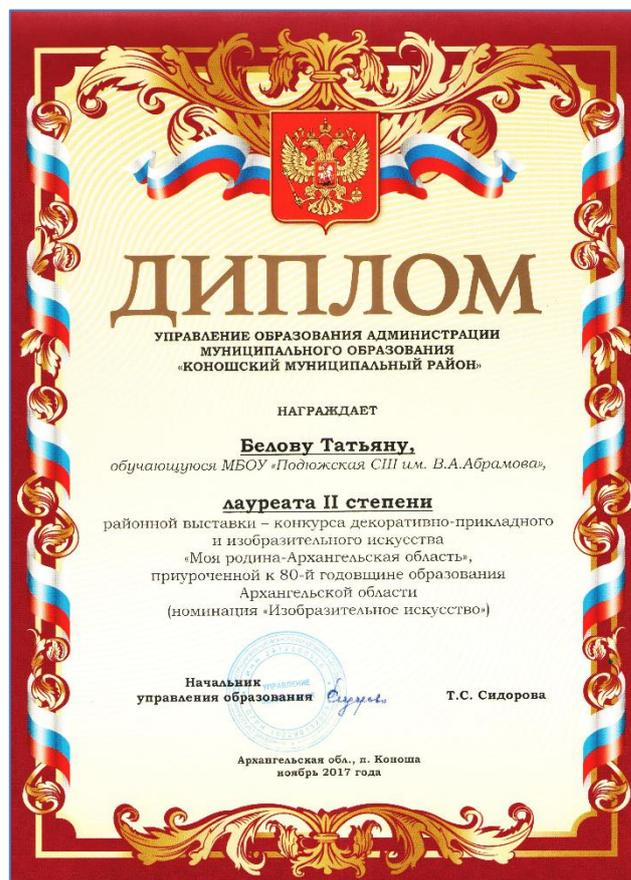 ДИПЛОМ
УПРАВЛЕНИЕ ОБРАЗОВАНИЯ АДМИНИСТРАЦИИ
МУНИЦИПАЛЬНОГО ОБРАЗОВАНИЯ
«КОНОШСКИЙ МУНИЦИПАЛЬНЫЙ РАЙОН»
НАГРАЖДАЕТ
Белову Татьяну,
обучающуюся МБОУ «Подюжская СШ им. В.А.Абрамова»,
лауреата II степени
районной выставки – конкурса декоративно-прикладного
и изобразительного искусства
«Моя родина-Архангельская область»,
приуроченной к 80-й годовщине образования
Архангельской области
(номинация «Изобразительное искусство»)
УПРАВЛЕНИЕ
Начальник
управления образования Т.С. Сидорова
Архангельская обл., п. Коноша
ноябрь 2017 года